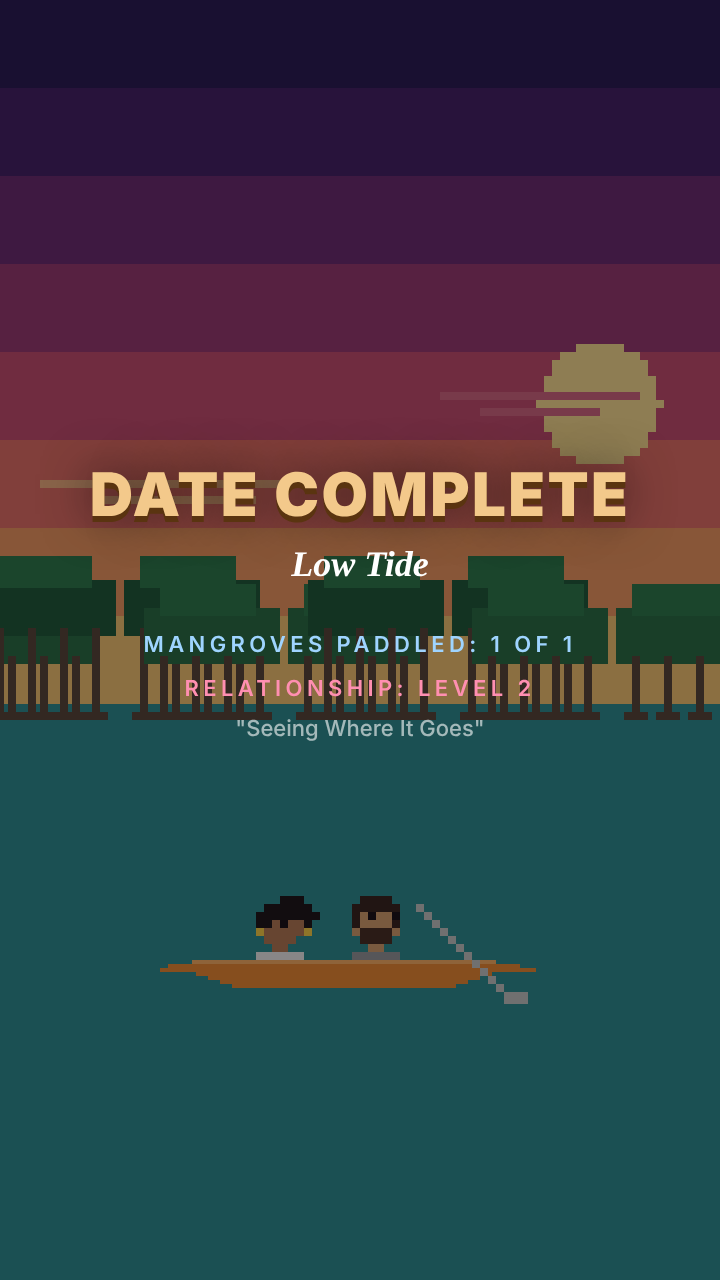 DATE COMPLETE
Low Tide
MANGROVES PADDLED: 1 OF 1
RELATIONSHIP: LEVEL 2
"Seeing Where It Goes"